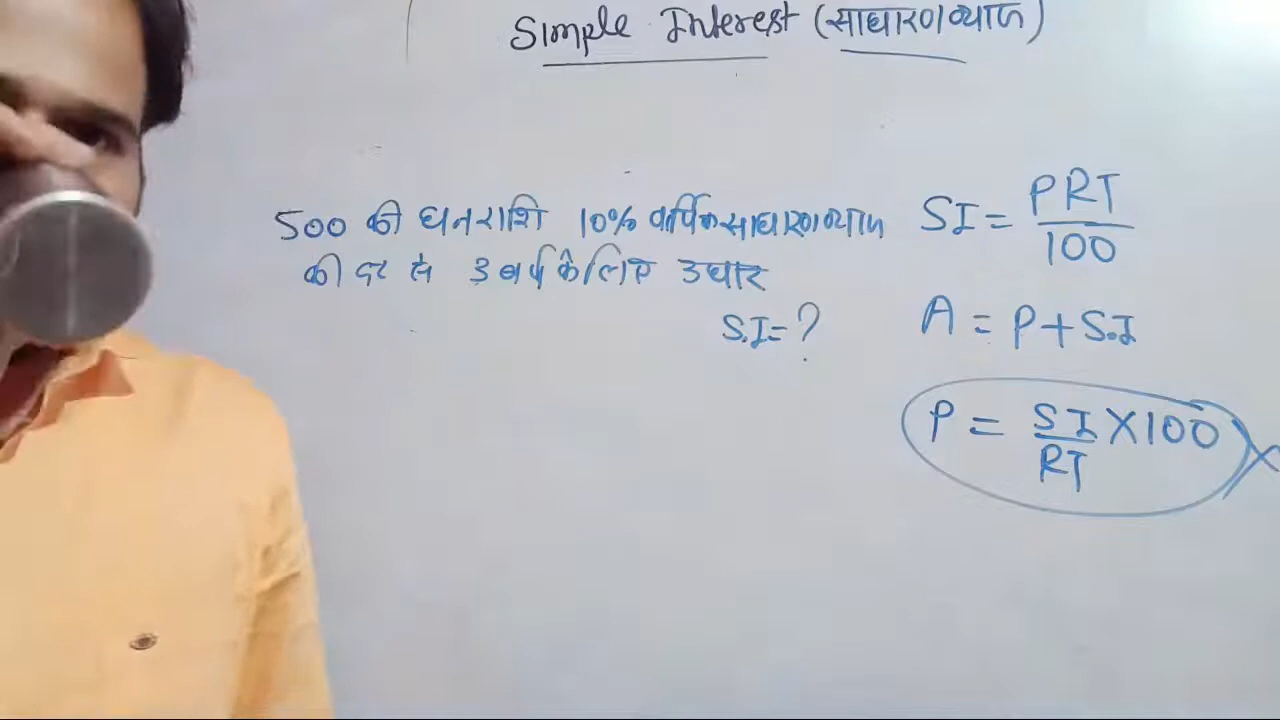 Simple Interest (साधारण ब्याज)
500 की धनराशि 10% वार्षिक साधारण ब्याज
की दर से 3 वर्ष के लिए उधार
S.I = ?
SI = PRT/100
A = P + S.I
P = SI/RT × 100